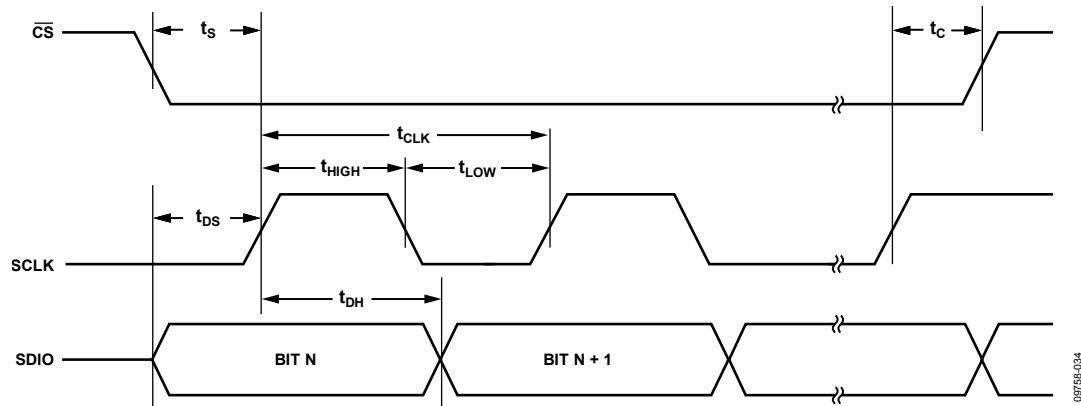 CS
tS
tC
tCLK
tHIGH
tLOW
tDS
SCLK
tDH
SDIO
BIT N
BIT N + 1
09758-034